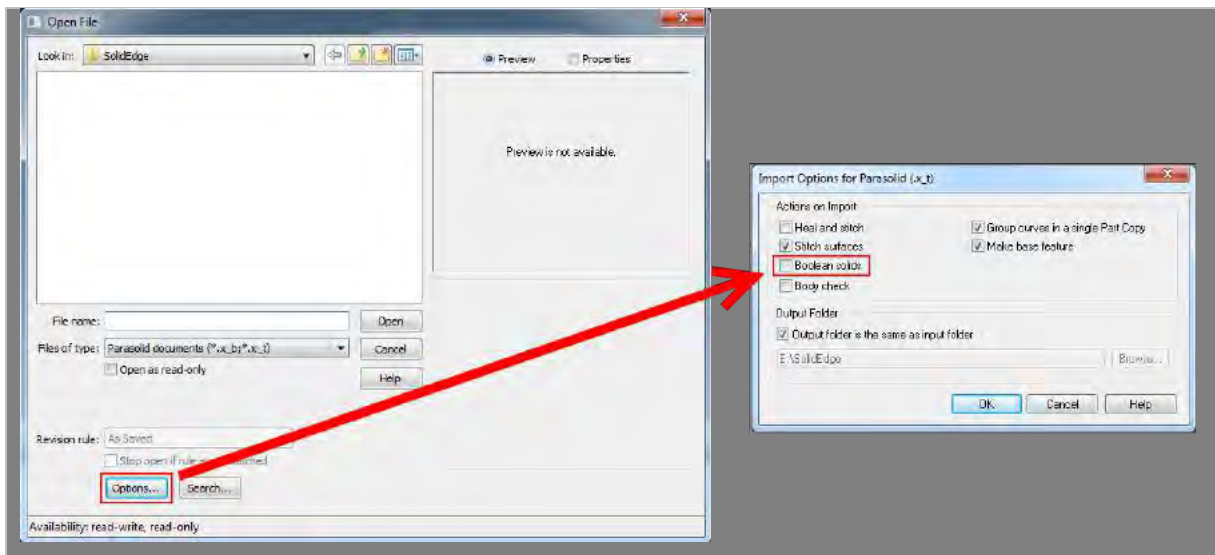 Open File
Look in: SolidEdge
Preview Properties
Preview is not available.
File name: Open
Files of type: Parasolid documents (*.x_b;*.x_t) Cancel
Open as read-only
Help
Revision rule: As Saved
Stop open if rule
Options... Search...
Availability: read-write, read-only
Import Options for Parasolid (.x_t)
Actions on Import
Heal and stitch Group curves in a single Part Copy
Stitch surfaces Make base feature
Boolean solids
Body check
Output Folder
Output folder is the same as input folder
E:\SolidEdge Browse...
OK Cancel Help